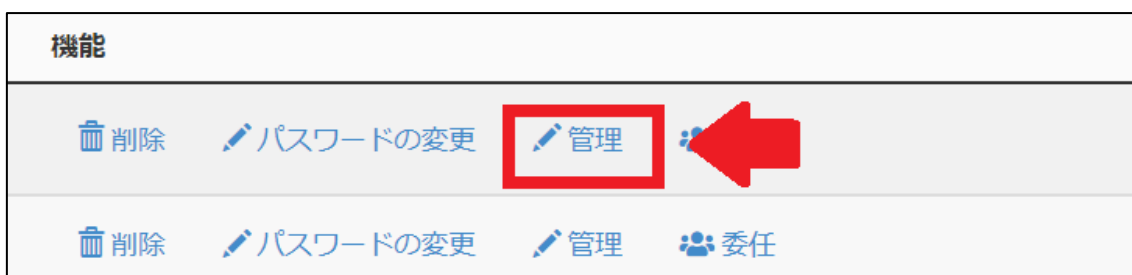 機能
削除 パスワードの変更 管理
削除 パスワードの変更 管理 委任